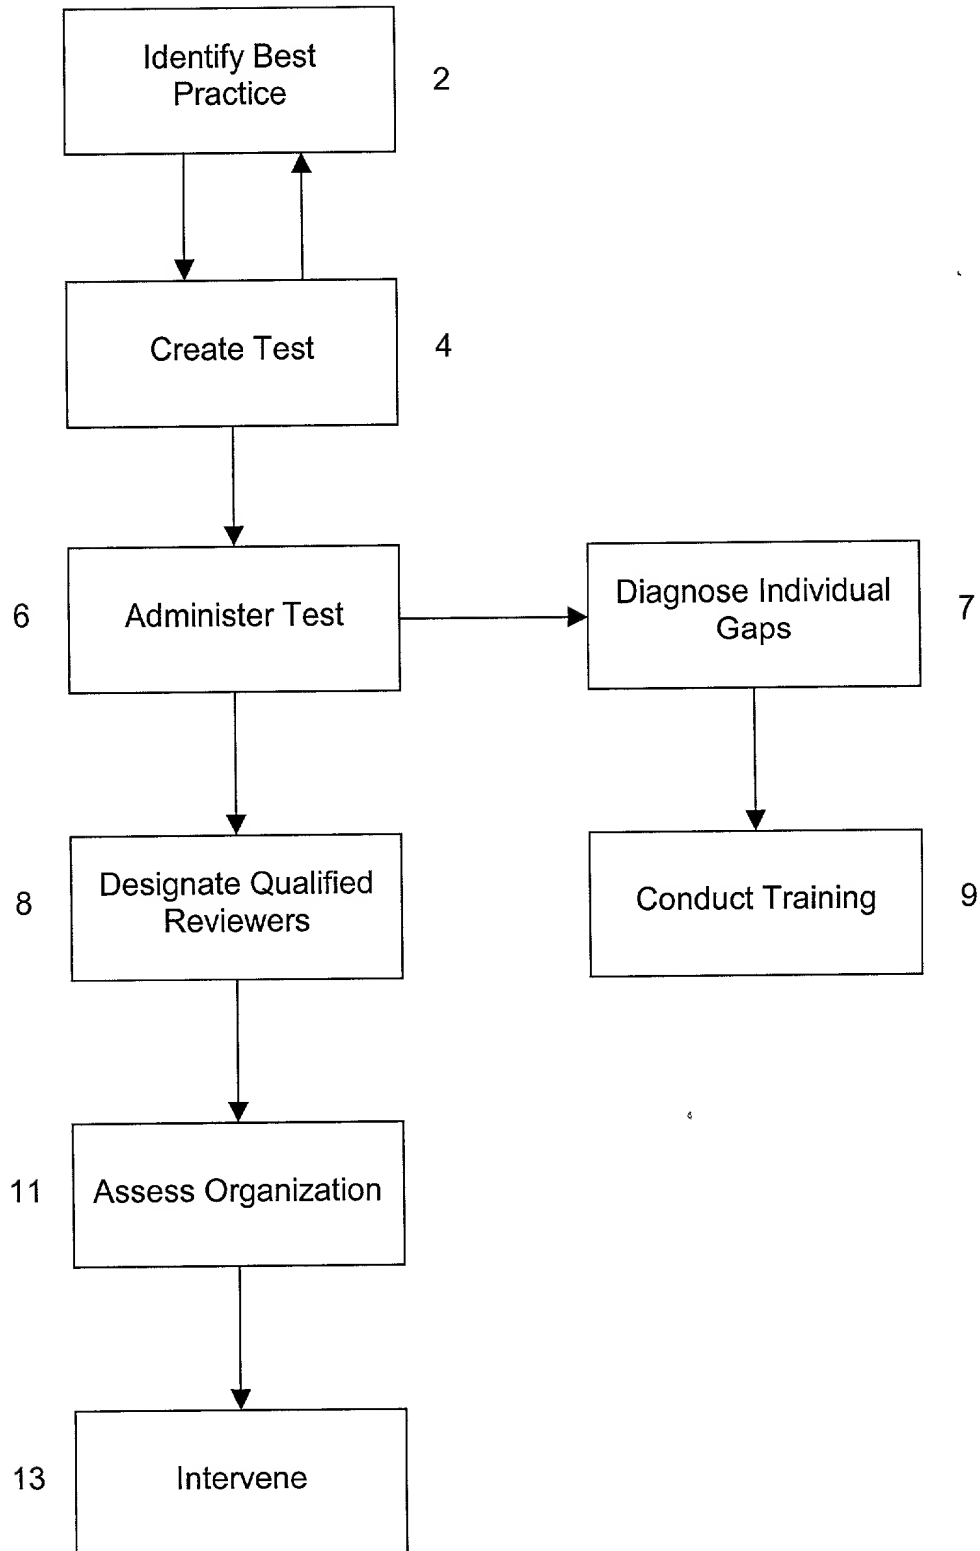 Identify Best
Practice
2
Create Test
4
6
Administer Test
Diagnose Individual
Gaps
7
8
Designate Qualified
Reviewers
Conduct Training
9
11
Assess Organization
13
Intervene